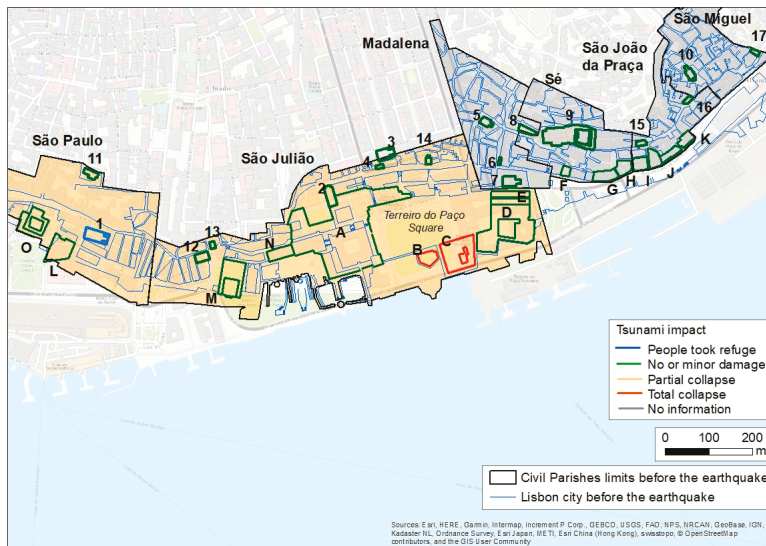 São Miguel
17
Madalena
São João
da Praça
10
Sé
5
8
9
16
15
São Paulo
3
14
K
11
São Julião
4
6
J
I
H
7
F
G
2
E
1
Terreiro do Paço
Square
D
13
N
A
C
O
12
B
L
M
Tsunami impact
People took refuge
No or minor damage
Partial collapse
Total collapse
No information
0 100 200
m
Civil Parishes limits before the earthquake
Lisbon city before the earthquake
Sources: Esri, HERE, Garmin, Intermap, increment P Corp., GEBCO, USGS, FAO, NPS, NRCAN, GeoBase, IGN,
Kadaster NL, Ordnance Survey, Esri Japan, METI, Esri China (Hong Kong), swisstopo, © OpenStreetMap
contributors, and the GIS User Community